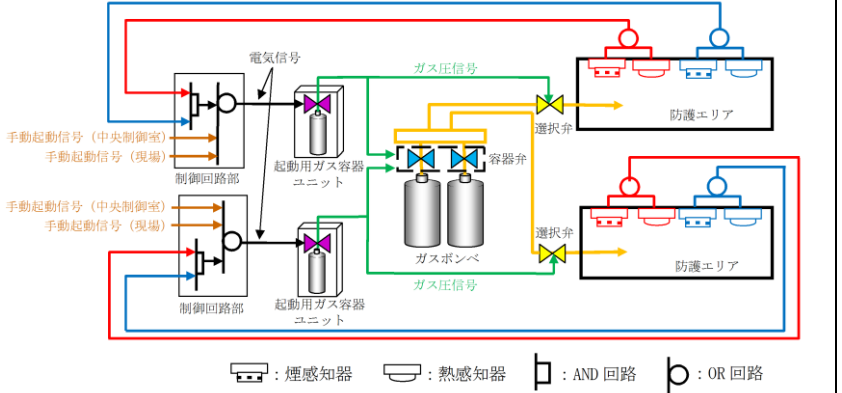 電気信号
ガス圧信号
防護エリア
選択弁
手動起動信号（中央制御室）
手動起動信号（現場）
制御回路部
起動用ガス容器
ユニット
容器弁
手動起動信号（中央制御室）
手動起動信号（現場）
制御回路部
起動用ガス容器
ユニット
ガスボンベ
選択弁
防護エリア
ガス圧信号
：煙感知器
：熱感知器
：AND 回路
：OR 回路